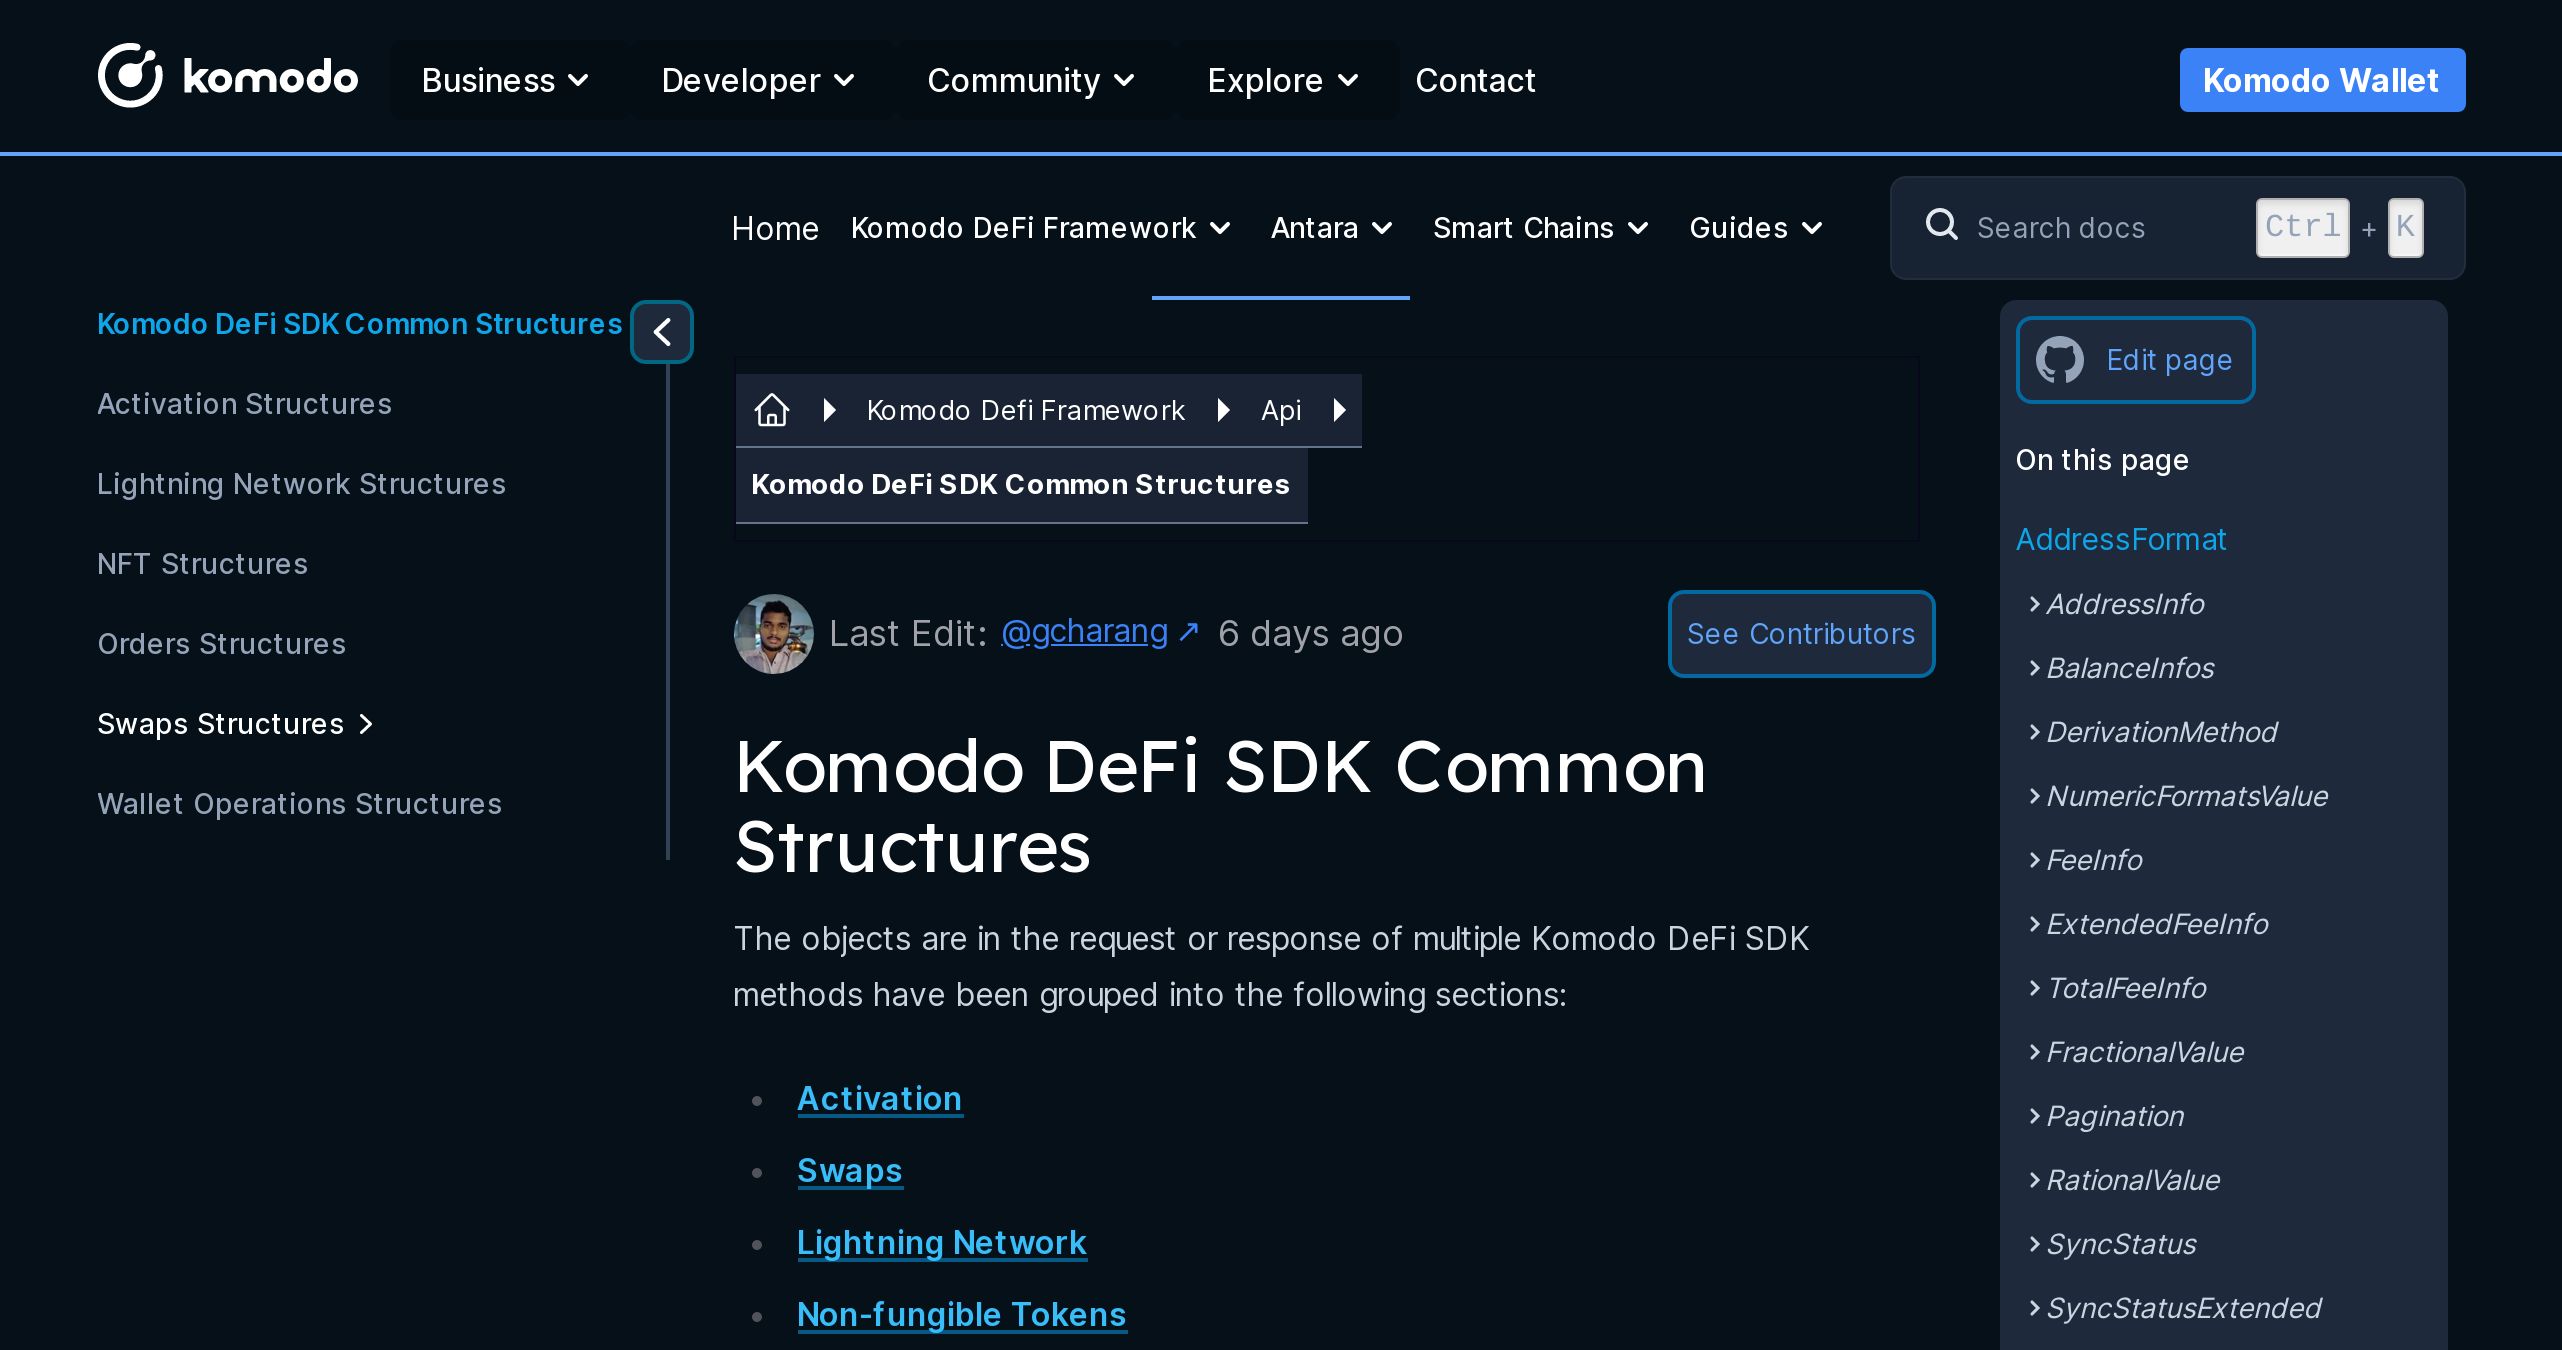 komodo Business Developer Community Explore Contact Komodo Wallet
Home Komodo DeFi Framework Antara Smart Chains Guides Search docs Ctrl + K
Komodo DeFi SDK Common Structures
Activation Structures
Lightning Network Structures
NFT Structures
Orders Structures
Swaps Structures
Wallet Operations Structures
Komodo Defi Framework Api
Komodo DeFi SDK Common Structures
Last Edit: @gcharang ↗ 6 days ago See Contributors
Komodo DeFi SDK Common
Structures
The objects are in the request or response of multiple Komodo DeFi SDK
methods have been grouped into the following sections:
• Activation
• Swaps
• Lightning Network
• Non-fungible Tokens
Edit page
On this page
AddressFormat
AddressInfo
BalanceInfos
DerivationMethod
NumericFormatsValue
FeeInfo
ExtendedFeeInfo
TotalFeeInfo
FractionalValue
Pagination
RationalValue
SyncStatus
SyncStatusExtended